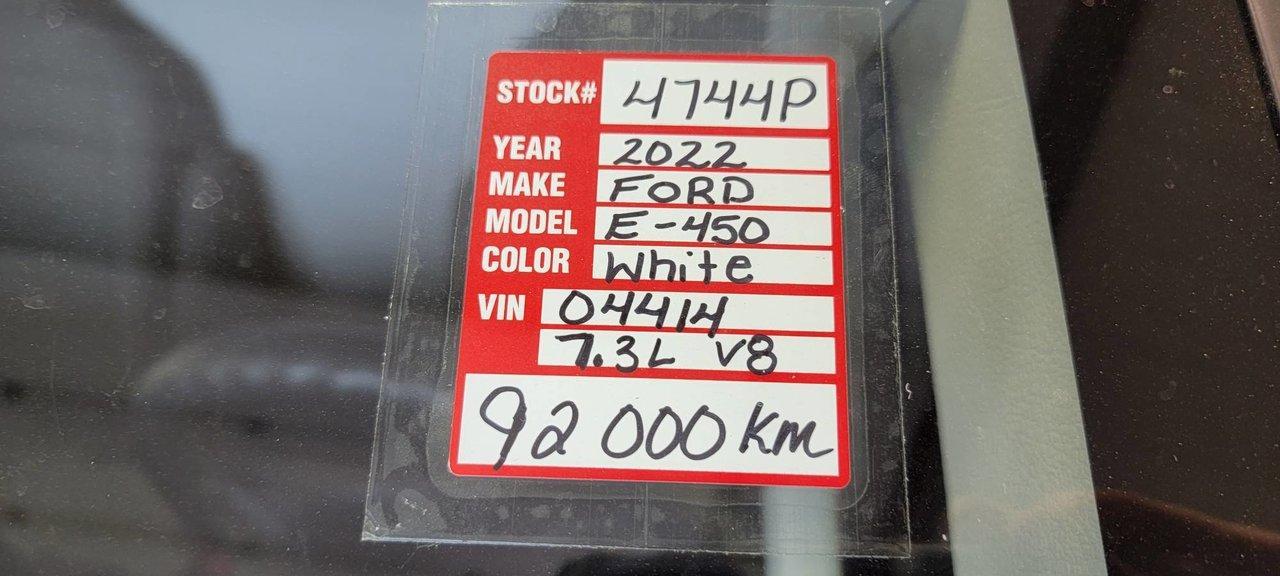 STOCK# 4744P
YEAR 2022
MAKE FORD
MODEL E-450
COLOR White
VIN 04414
7.3L V8
92 000 Km